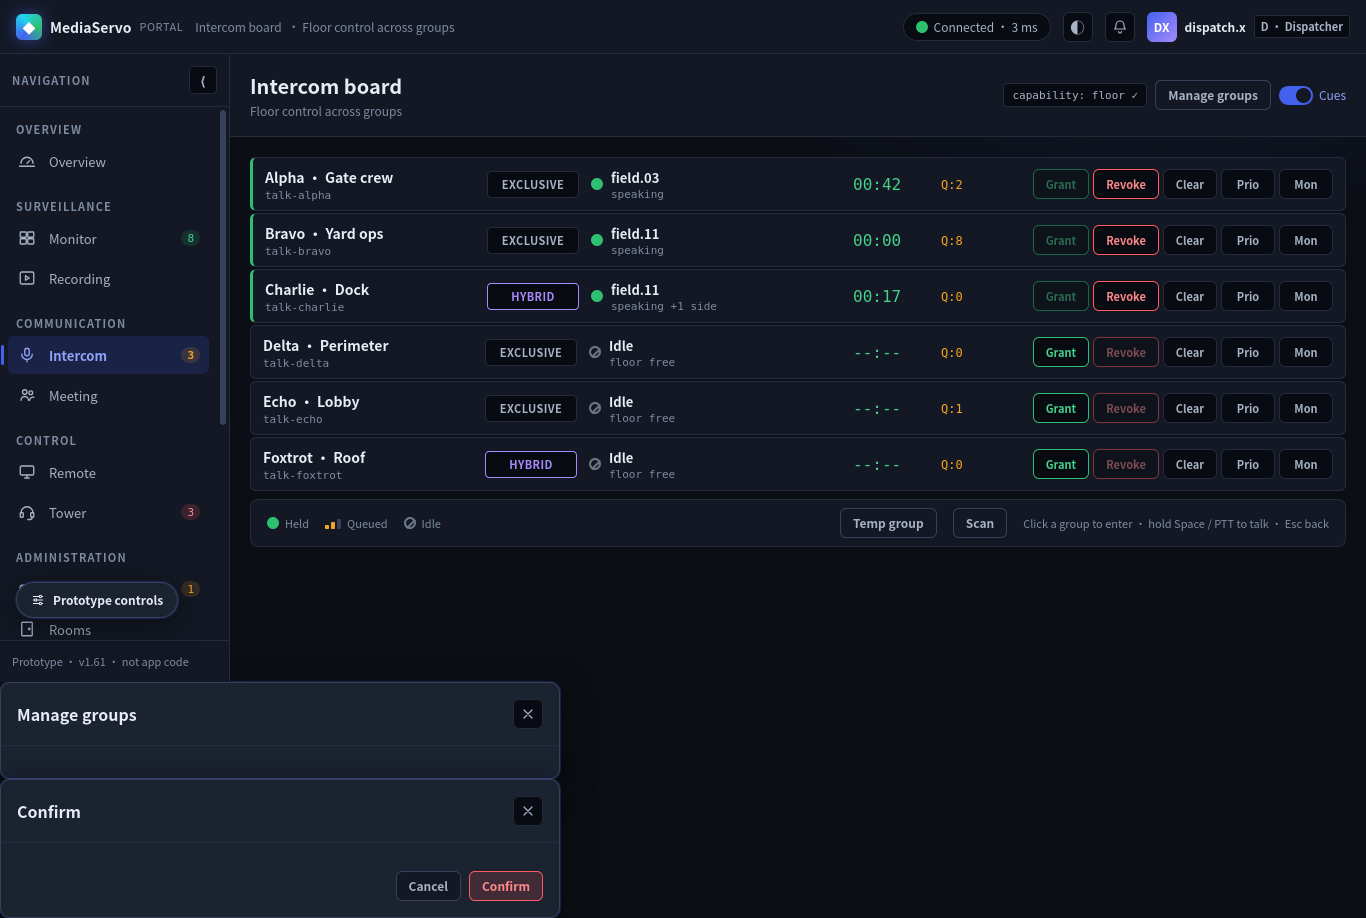 MediaServo PORTAL Intercom board • Floor control across groups Connected • 3 ms DX dispatch.x D • Dispatcher
NAVIGATION
OVERVIEW
Overview
SURVEILLANCE
Monitor 8
Recording
COMMUNICATION
Intercom 3
Meeting
CONTROL
Remote
Tower 3
ADMINISTRATION
1
Prototype controls
Rooms
Prototype • v1.61 • not app code
Intercom board
Floor control across groups
capability: floor ✓ Manage groups Cues
Alpha • Gate crew EXCLUSIVE field.03 00:42 Q:2 Grant Revoke Clear Prio Mon
talk-alpha speaking
Bravo • Yard ops EXCLUSIVE field.11 00:00 Q:8 Grant Revoke Clear Prio Mon
talk-bravo speaking
Charlie • Dock HYBRID field.11 00:17 Q:0 Grant Revoke Clear Prio Mon
talk-charlie speaking +1 side
Delta • Perimeter EXCLUSIVE Idle --:-- Q:0 Grant Revoke Clear Prio Mon
talk-delta floor free
Echo • Lobby EXCLUSIVE Idle --:-- Q:1 Grant Revoke Clear Prio Mon
talk-echo floor free
Foxtrot • Roof HYBRID Idle --:-- Q:0 Grant Revoke Clear Prio Mon
talk-foxtrot floor free
Held Queued Idle Temp group Scan Click a group to enter • hold Space / PTT to talk • Esc back
Manage groups
Confirm
Cancel Confirm